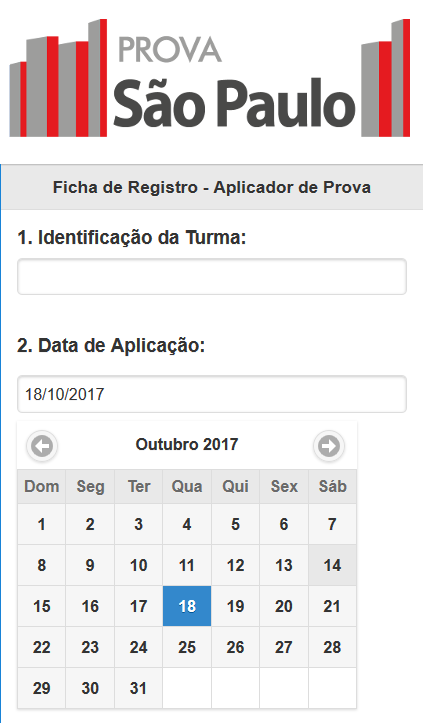 PROVA
São Paulo
Ficha de Registro - Aplicador de Prova
1. Identificação da Turma:
2. Data de Aplicação:
18/10/2017
Outubro 2017
Dom Seg Ter Qua Qui Sex Sáb
1 2 3 4 5 6 7
8 9 10 11 12 13 14
15 16 17 18 19 20 21
22 23 24 25 26 27 28
29 30 31